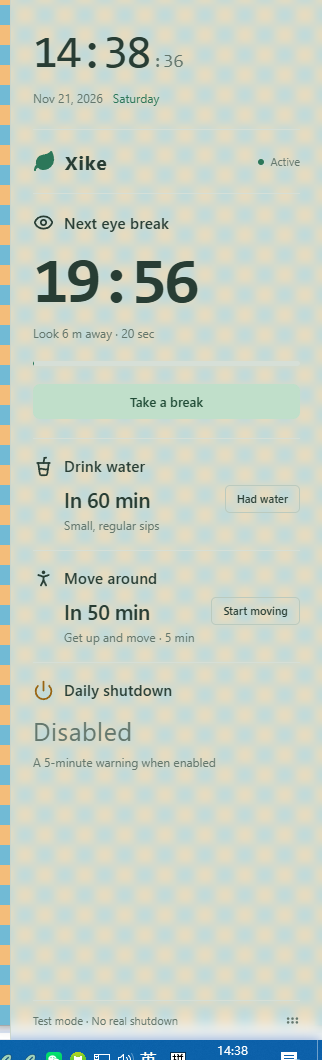 14:38:36
Nov 21, 2026 Saturday
Xike
Active
Next eye break
19:56
Look 6 m away · 20 sec
Take a break
Drink water
In 60 min
Had water
Small, regular sips
Move around
In 50 min
Start moving
Get up and move · 5 min
Daily shutdown
Disabled
A 5-minute warning when enabled
Test mode · No real shutdown
英
拼
14:38